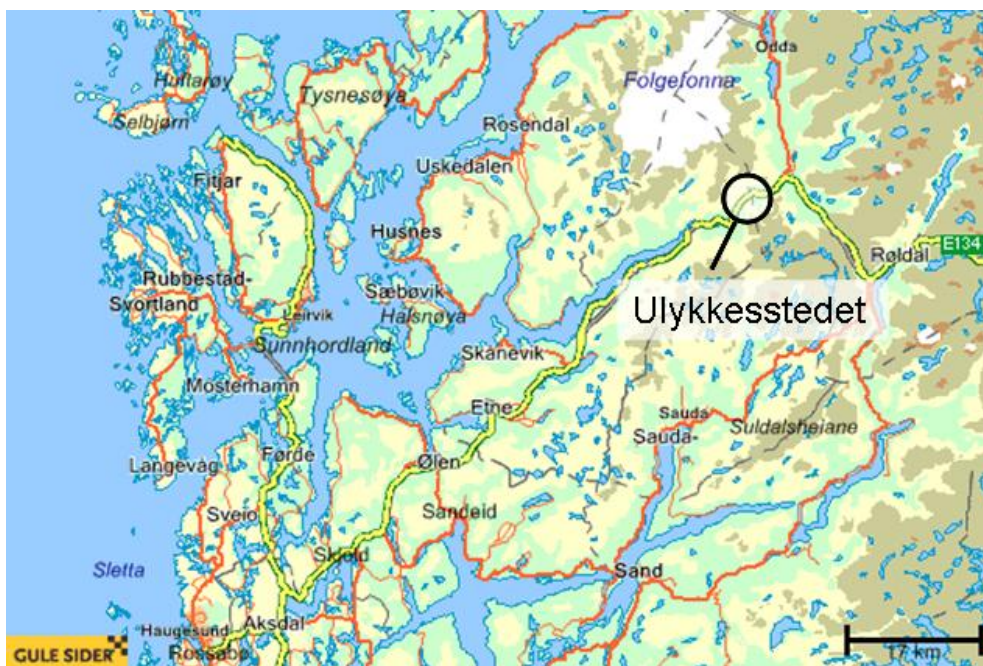 Odda
Huftarøy
Folgefonna
Tysnesøya
Selbjørn
Rosendal
Uskedalen
Fitjar
Husnes
E134
Røldal
Rubbestad-
Svortland
Sæbøvik
Halsnøya
Leirvik
Ulykkesstedet
Sunnhordland
Skånevik
Mosterhamn
Etne
Sauda
Suldalsheiane
Sauda-
Førde
Ølen
Langevåg
Sveio
Sandeid
Skjold
Sletta
Sand
Haugesund
Aksdal
Rossabø
GULE SIDER
17 km